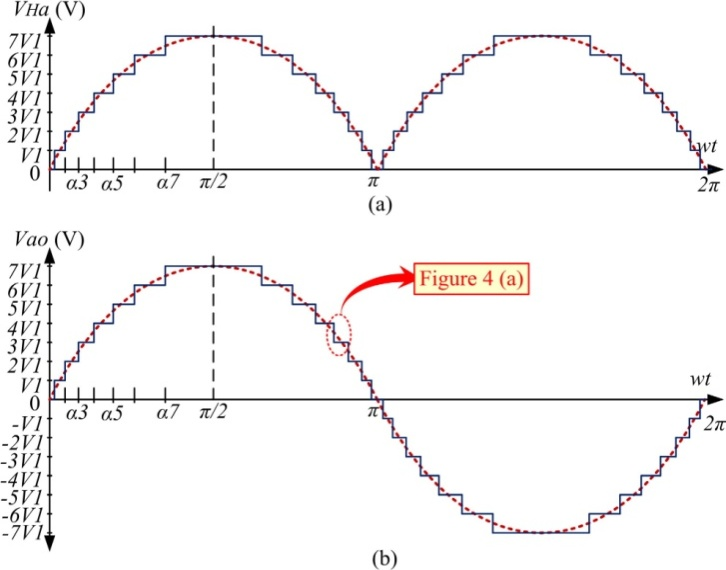 VHa (V)
7V1
6V1
5V1
4V1
3V1
2V1
V1
0
α3 α5 α7 π/2 π wt 2π
(a)
Vao (V)
7V1
6V1
5V1
4V1
3V1
2V1
V1
0
Figure 4 (a)
α3 α5 α7 π/2 π wt 2π
-V1
-2V1
-3V1
-4V1
-5V1
-6V1
-7V1
(b)